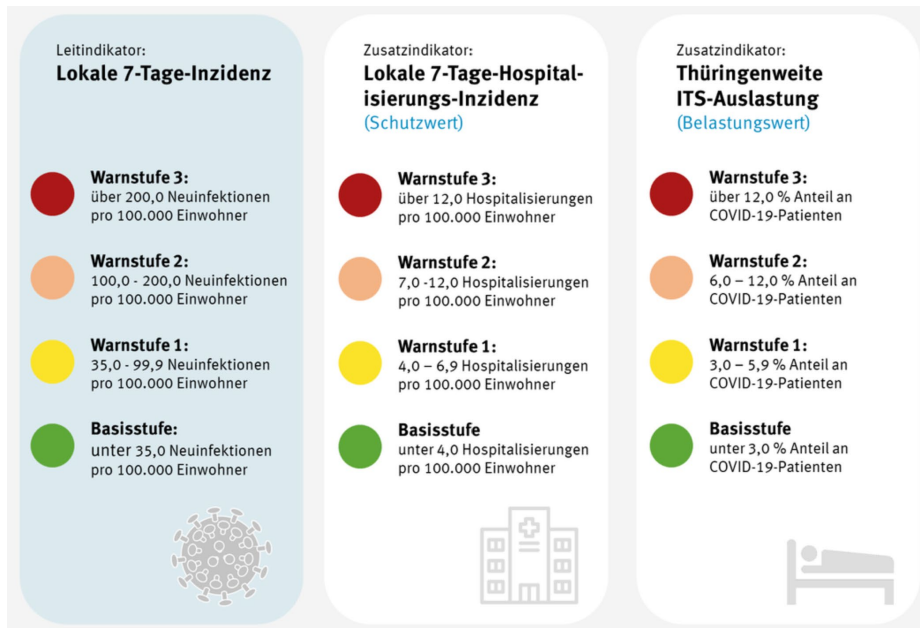 Leitindikator:
Lokale 7-Tage-Inzidenz
Warnstufe 3:
über 200,0 Neuinfektionen
pro 100.000 Einwohner
Warnstufe 2:
100,0 - 200,0 Neuinfektionen
pro 100.000 Einwohner
Warnstufe 1:
35,0 - 99,9 Neuinfektionen
pro 100.000 Einwohner
Basisstufe:
unter 35,0 Neuinfektionen
pro 100.000 Einwohner
Zusatzindikator:
Lokale 7-Tage-Hospital-
isierungs-Inzidenz
(Schutzwert)
Warnstufe 3:
über 12,0 Hospitalisierungen
pro 100.000 Einwohner
Warnstufe 2:
7,0 -12,0 Hospitalisierungen
pro 100.000 Einwohner
Warnstufe 1:
4,0 – 6,9 Hospitalisierungen
pro 100.000 Einwohner
Basisstufe
unter 4,0 Hospitalisierungen
pro 100.000 Einwohner
Zusatzindikator:
Thüringenweite
ITS-Auslastung
(Belastungswert)
Warnstufe 3:
über 12,0 % Anteil an
COVID-19-Patienten
Warnstufe 2:
6,0 – 12,0 % Anteil an
COVID-19-Patienten
Warnstufe 1:
3,0 – 5,9 % Anteil an
COVID-19-Patienten
Basisstufe
unter 3,0 % Anteil an
COVID-19-Patienten